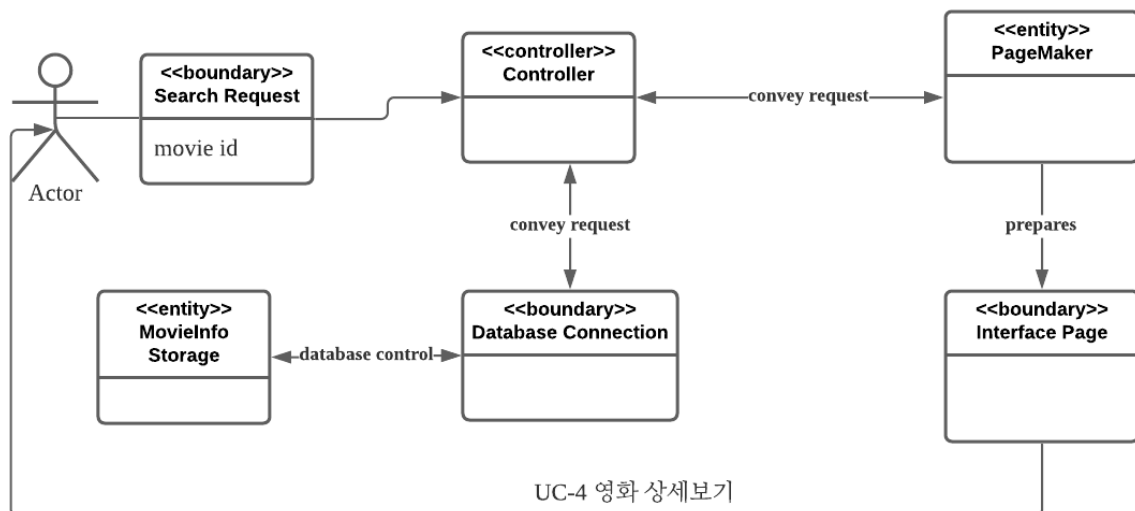 <<boundary>>
Search Request
movie id
Actor
<<controller>>
Controller
convey request
<<entity>>
PageMaker
convey request
prepares
<<entity>>
MovieInfo
Storage
database control
<<boundary>>
Database Connection
<<boundary>>
Interface Page
UC-4 영화 상세보기